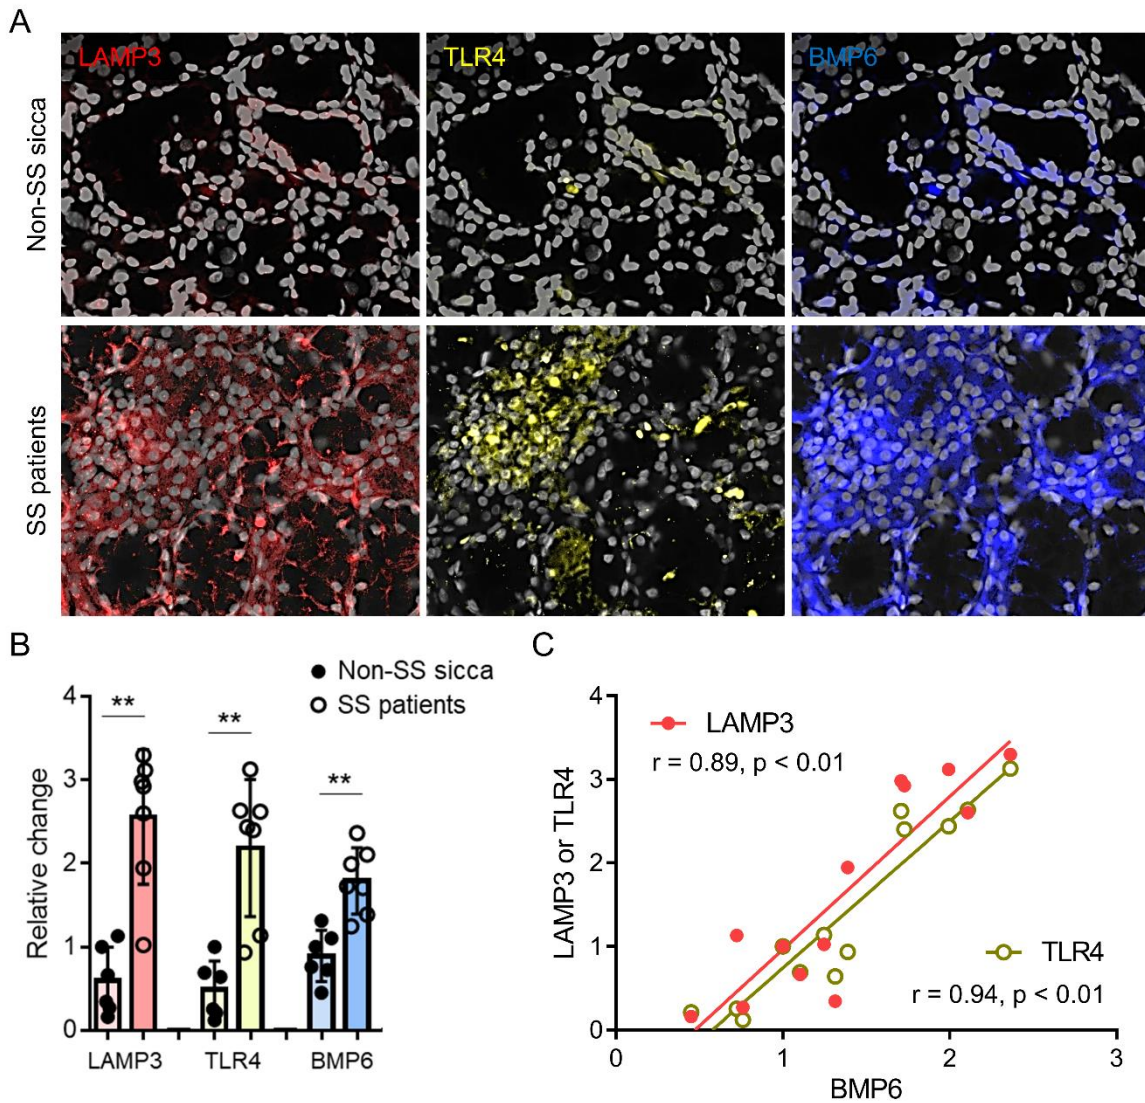 A
LAMP3
TLR4
BMP6
Non-SS sicca
SS patients
B
Non-SS sicca
SS patients
4
3
2
1
0
Relative change
**
**
**
LAMP3
TLR4
BMP6
C
4
3
2
1
0
LAMP3 or TLR4
LAMP3
r = 0.89, p < 0.01
TLR4
r = 0.94, p < 0.01
0
1
2
3
BMP6